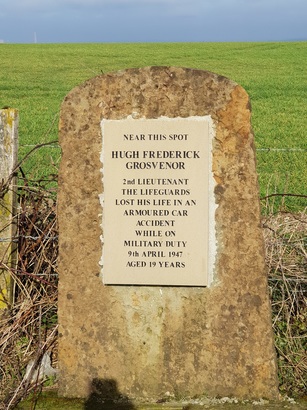 NEAR THIS SPOT
HUGH FREDERICK
GROSVENOR
2nd LIEUTENANT
THE LIFEGUARDS
LOST HIS LIFE IN AN
ARMOURED CAR
ACCIDENT
WHILE ON
MILITARY DUTY
9th APRIL 1947
AGED 19 YEARS